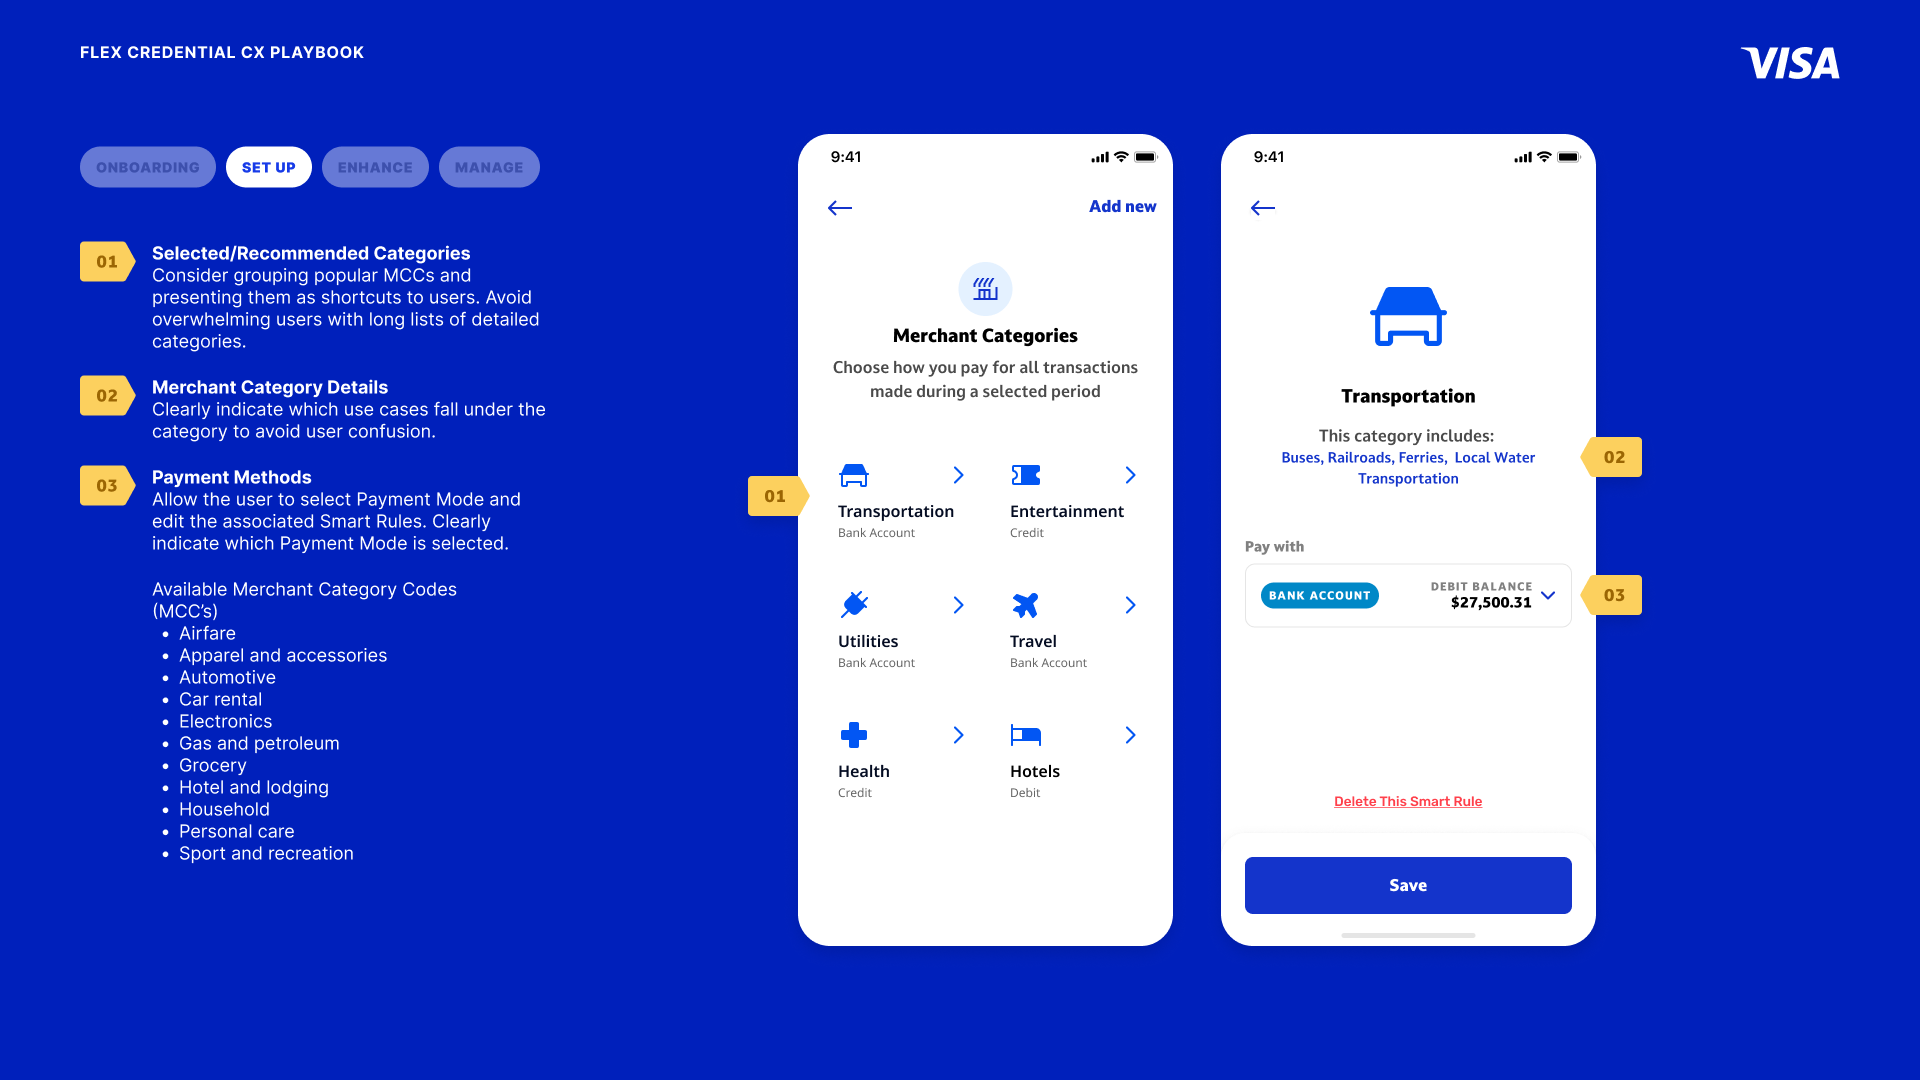 FLEX CREDENTIAL CX PLAYBOOK
VISA
ONBOARDING
SET UP
ENHANCE
MANAGE
01
Selected/Recommended Categories
Consider grouping popular MCCs and
presenting them as shortcuts to users. Avoid
overwhelming users with long lists of detailed
categories.
02
Merchant Category Details
Clearly indicate which use cases fall under the
category to avoid user confusion.
03
Payment Methods
Allow the user to select Payment Mode and
edit the associated Smart Rules. Clearly
indicate which Payment Mode is selected.
Available Merchant Category Codes
(MCC’s)
• Airfare
• Apparel and accessories
• Automotive
• Car rental
• Electronics
• Gas and petroleum
• Grocery
• Hotel and lodging
• Household
• Personal care
• Sport and recreation
9:41
Add new
Merchant Categories
Choose how you pay for all transactions
made during a selected period
01
Transportation
Bank Account
Entertainment
Credit
Utilities
Bank Account
Travel
Bank Account
Health
Credit
Hotels
Debit
9:41
Transportation
This category includes:
Buses, Railroads, Ferries, Local Water
Transportation
02
Pay with
BANK ACCOUNT
DEBIT BALANCE
$27,500.31
03
Delete This Smart Rule
Save